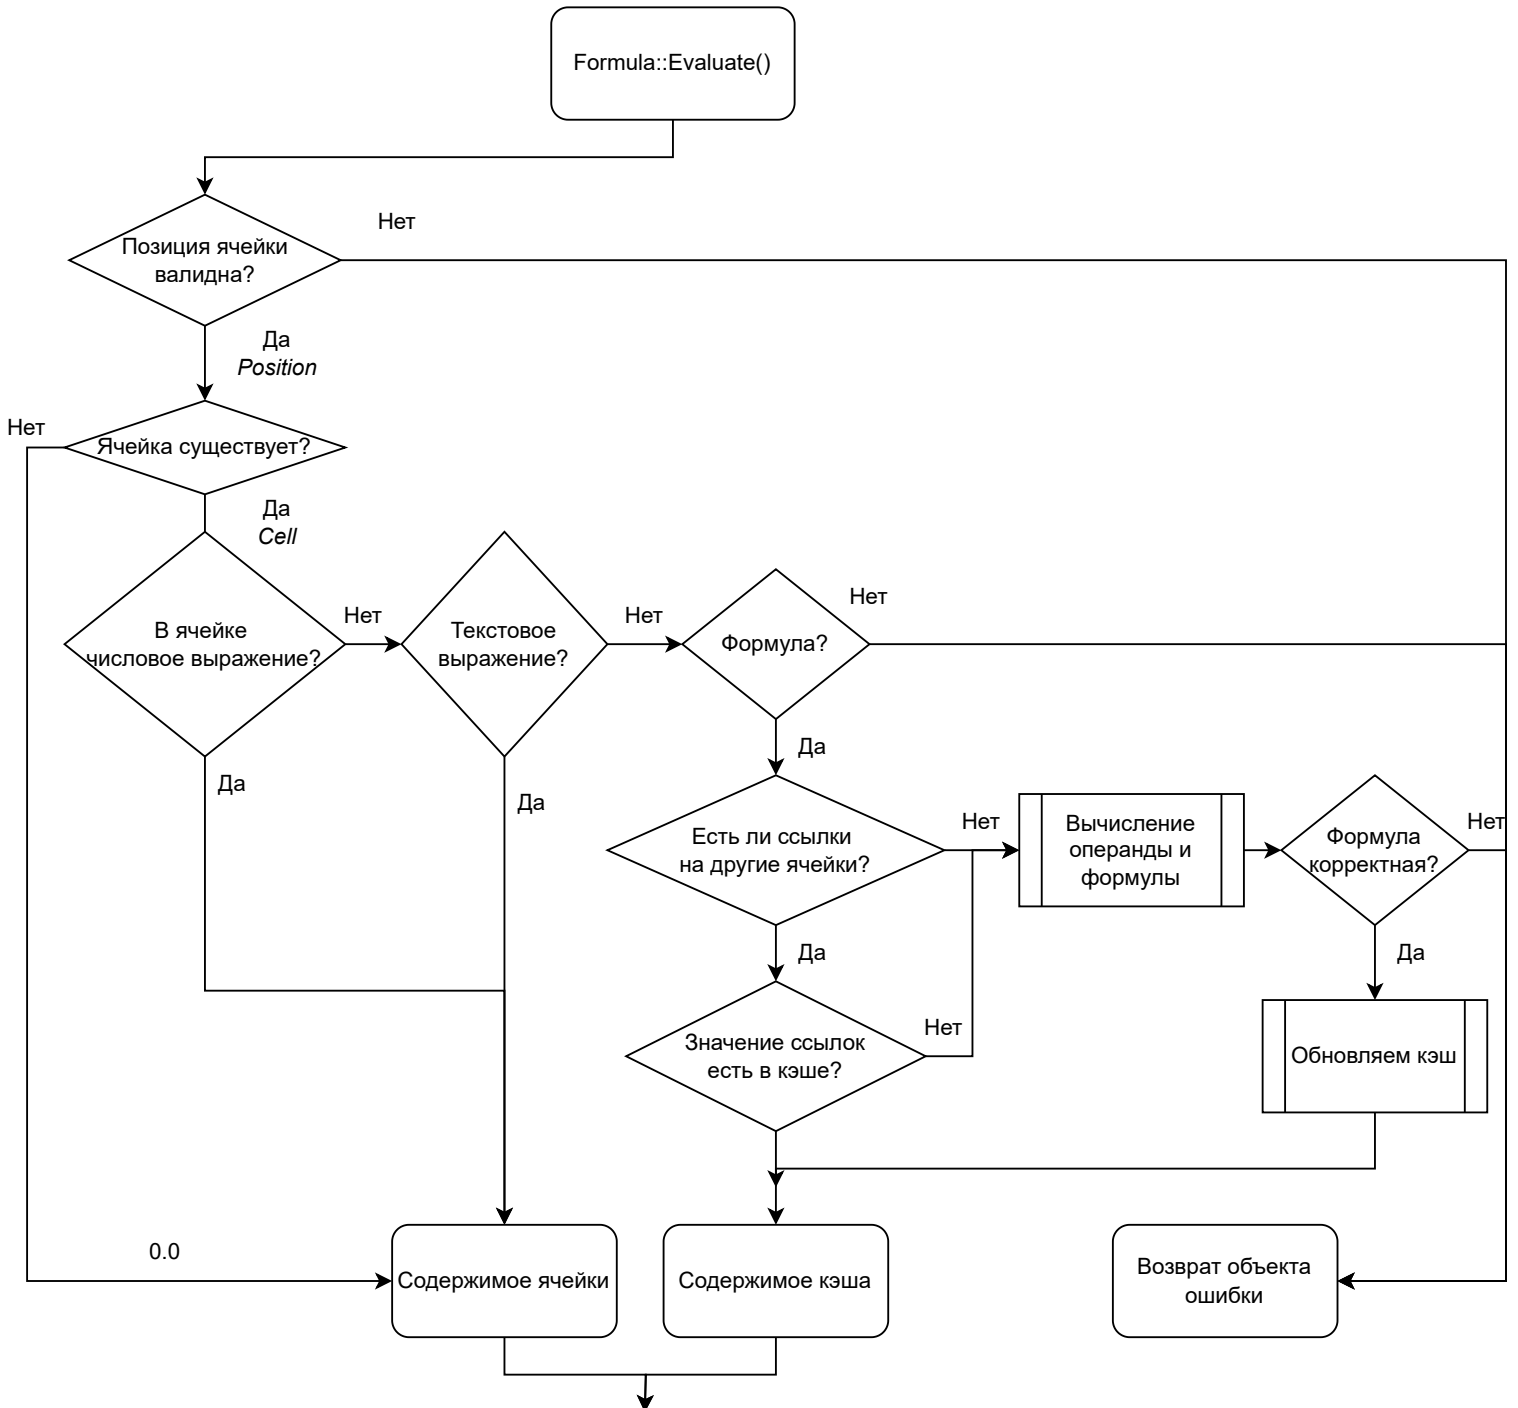 Formula::Evaluate()
Нет
Позиция ячейки
валидна?
Да
Position
Нет
Ячейка существует?
Да
Cell
В ячейке
числовое выражение?
Нет
Текстовое
выражение?
Нет
Формула?
Нет
Да
Да
Да
Есть ли ссылки
на другие ячейки?
Нет
Вычисление
операнды и
формулы
Формула
корректная?
Нет
Да
Да
Значение ссылок
есть в кэше?
Нет
Обновляем кэш
0.0
Содержимое ячейки
Содержимое кэша
Возврат объекта
ошибки